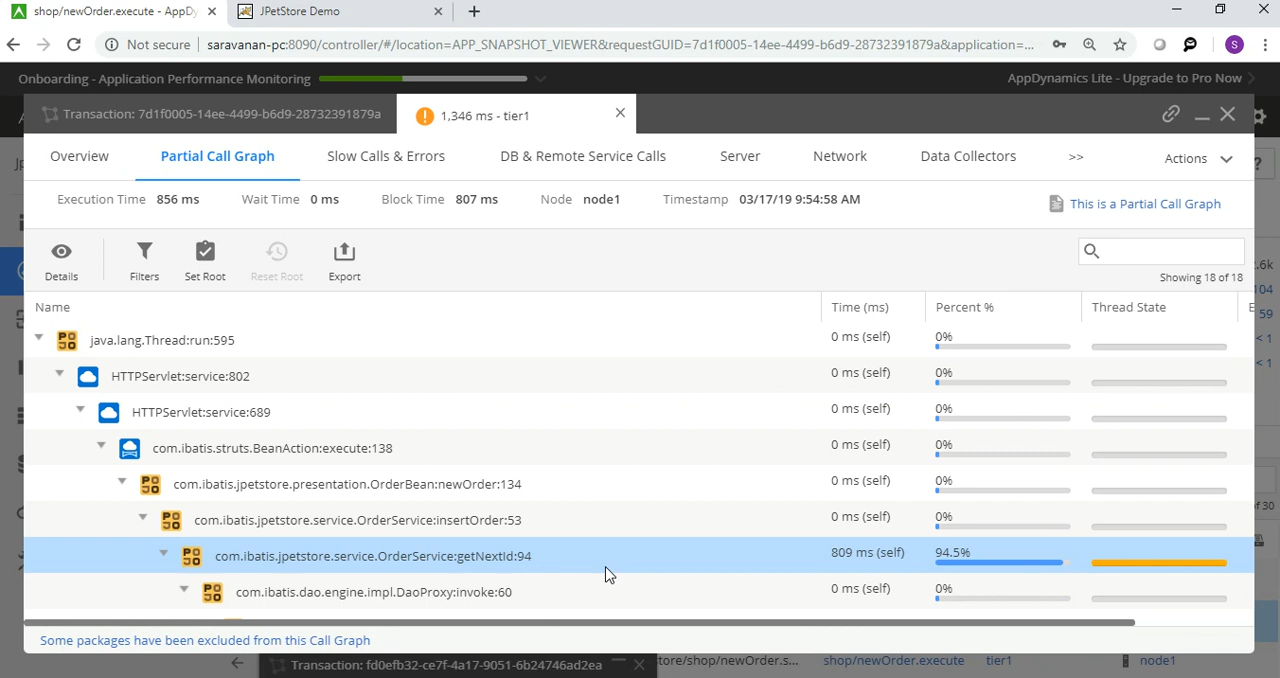 shop/newOrder.execute - AppDy
JPetStore Demo
Not secure
saravanan-pc:8090/controller/#/location=APP_SNAPSHOT_VIEWER&requestGUID=7d1f0005-14ee-4499-b6d9-28732391879a&application=...
S
Onboarding - Application Performance Monitoring
AppDynamics Lite - Upgrade to Pro Now
Transaction: 7d1f0005-14ee-4499-b6d9-28732391879a
1,346 ms - tier1
Overview
Partial Call Graph
Slow Calls & Errors
DB & Remote Service Calls
Server
Network
Data Collectors
>>
Actions
Execution Time 856 ms
Wait Time 0 ms
Block Time 807 ms
Node node1
Timestamp 03/17/19 9:54:58 AM
This is a Partial Call Graph
Details
Filters
Set Root
Reset Root
Export
Showing 18 of 18
Name
Time (ms)
Percent %
Thread State
E
java.lang.Thread:run:595 0 ms (self) 0%
HTTPServlet:service:802 0 ms (self) 0%
HTTPServlet:service:689 0 ms (self) 0%
com.ibatis.struts.BeanAction:execute:138 0 ms (self) 0%
com.ibatis.jpetstore.presentation.OrderBean:newOrder:134 0 ms (self) 0%
com.ibatis.jpetstore.service.OrderService:insertOrder:53 0 ms (self) 0%
com.ibatis.jpetstore.service.OrderService:getNextId:94 809 ms (self) 94.5%
com.ibatis.dao.engine.impl.DaoProxy:invoke:60 0 ms (self) 0%
Some packages have been excluded from this Call Graph
Transaction: fd0efb32-ce7f-4a17-9051-6b24746ad2ea
tore/shop/newOrder.s...
shop/newOrder.execute
tier1
node1